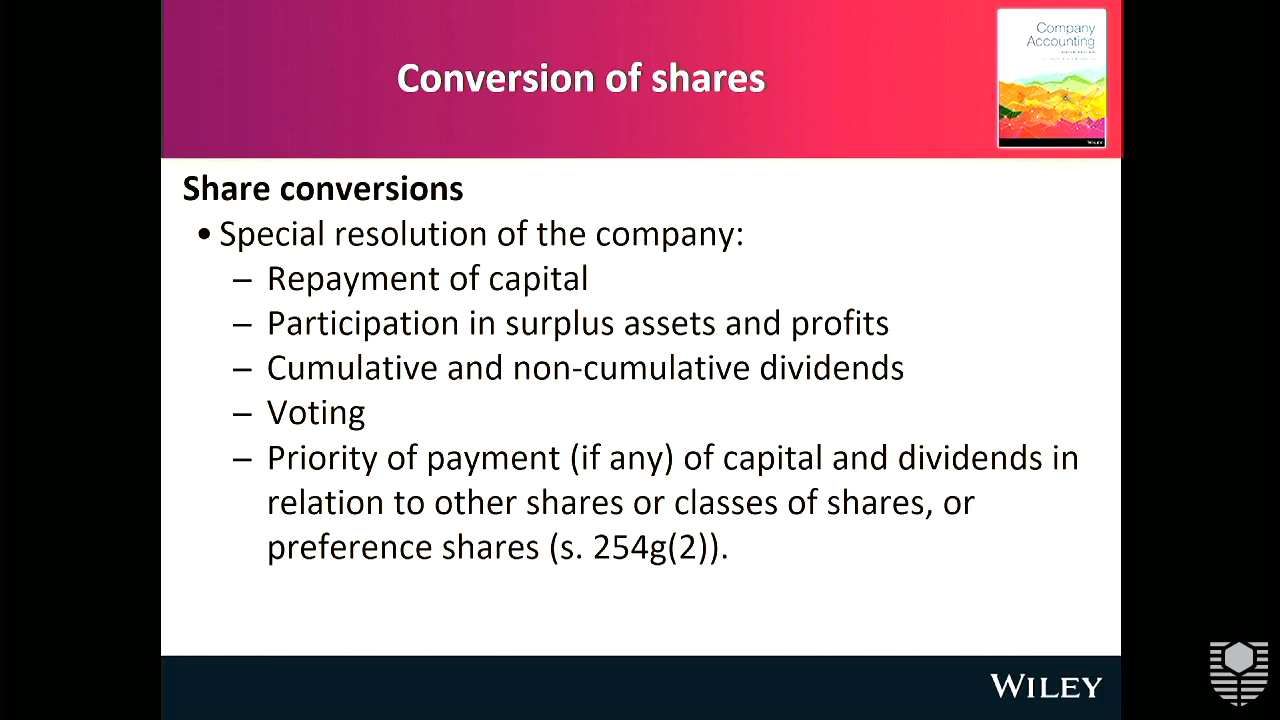 Conversion of shares
Company
Accounting
WILEY
Share conversions
• Special resolution of the company:
– Repayment of capital
– Participation in surplus assets and profits
– Cumulative and non-cumulative dividends
– Voting
– Priority of payment (if any) of capital and dividends in
relation to other shares or classes of shares, or
preference shares (s. 254g(2)).
WILEY